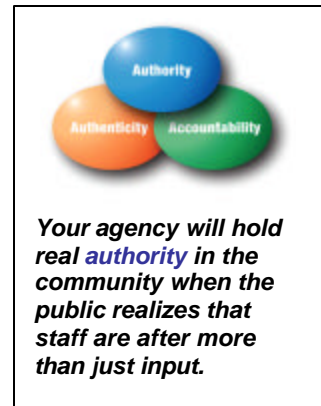 Authority
Authenticity Accountability
Your agency will hold
real authority in the
community when the
public realizes that
staff are after more
than just input.